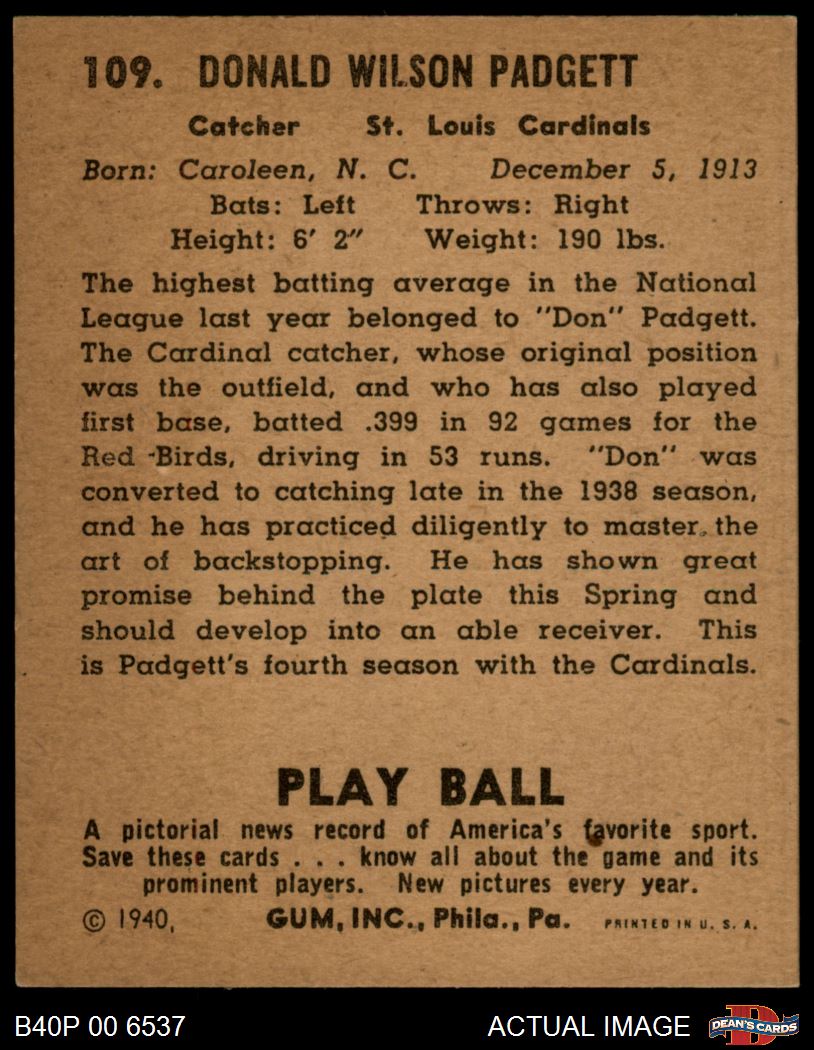 109. DONALD WILSON PADGETT
Catcher St. Louis Cardinals
Born: Caroleen, N. C. December 5, 1913
Bats: Left Throws: Right
Height: 6' 2" Weight: 190 lbs.
The highest batting average in the National
League last year belonged to "Don" Padgett.
The Cardinal catcher, whose original position
was the outfield, and who has also played
first base, batted .399 in 92 games for the
Red -Birds, driving in 53 runs. "Don" was
converted to catching late in the 1938 season,
and he has practiced diligently to master the
art of backstopping. He has shown great
promise behind the plate this Spring and
should develop into an able receiver. This
is Padgett's fourth season with the Cardinals.
PLAY BALL
A pictorial news record of America's favorite sport.
Save these cards . . . know all about the game and its
prominent players. New pictures every year.
© 1940, GUM, INC., Phila., Pa. PRINTED IN U. S. A.
B40P 00 6537 ACTUAL IMAGE D DEAN'S CARDS